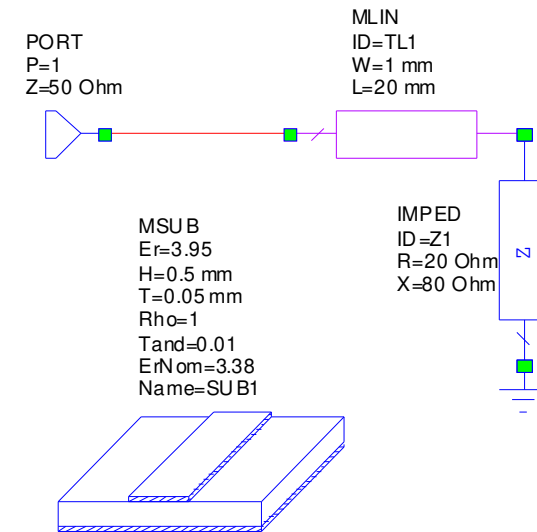 PORT
P=1
Z=50 Ohm
MLIN
ID=TL1
W=1 mm
L=20 mm
IMPED
ID=Z1
R=20 Ohm
X=80 Ohm
Z
MSUB
Er=3.95
H=0.5 mm
T=0.05 mm
Rho=1
Tand=0.01
ErNom=3.38
Name=SUB1